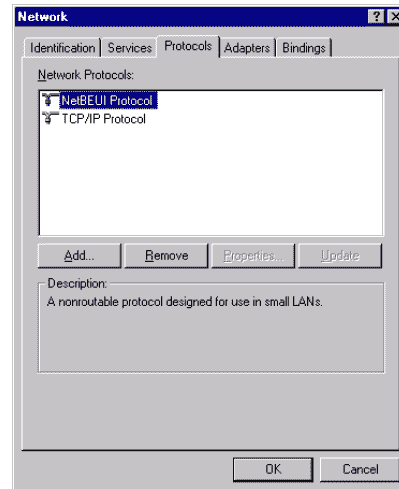 Network
Identification Services Protocols Adapters Bindings
Network Protocols:
NetBEUI Protocol
TCP/IP Protocol
Add... Remove Properties... Update
Description:
A nonroutable protocol designed for use in small LANs.
OK Cancel